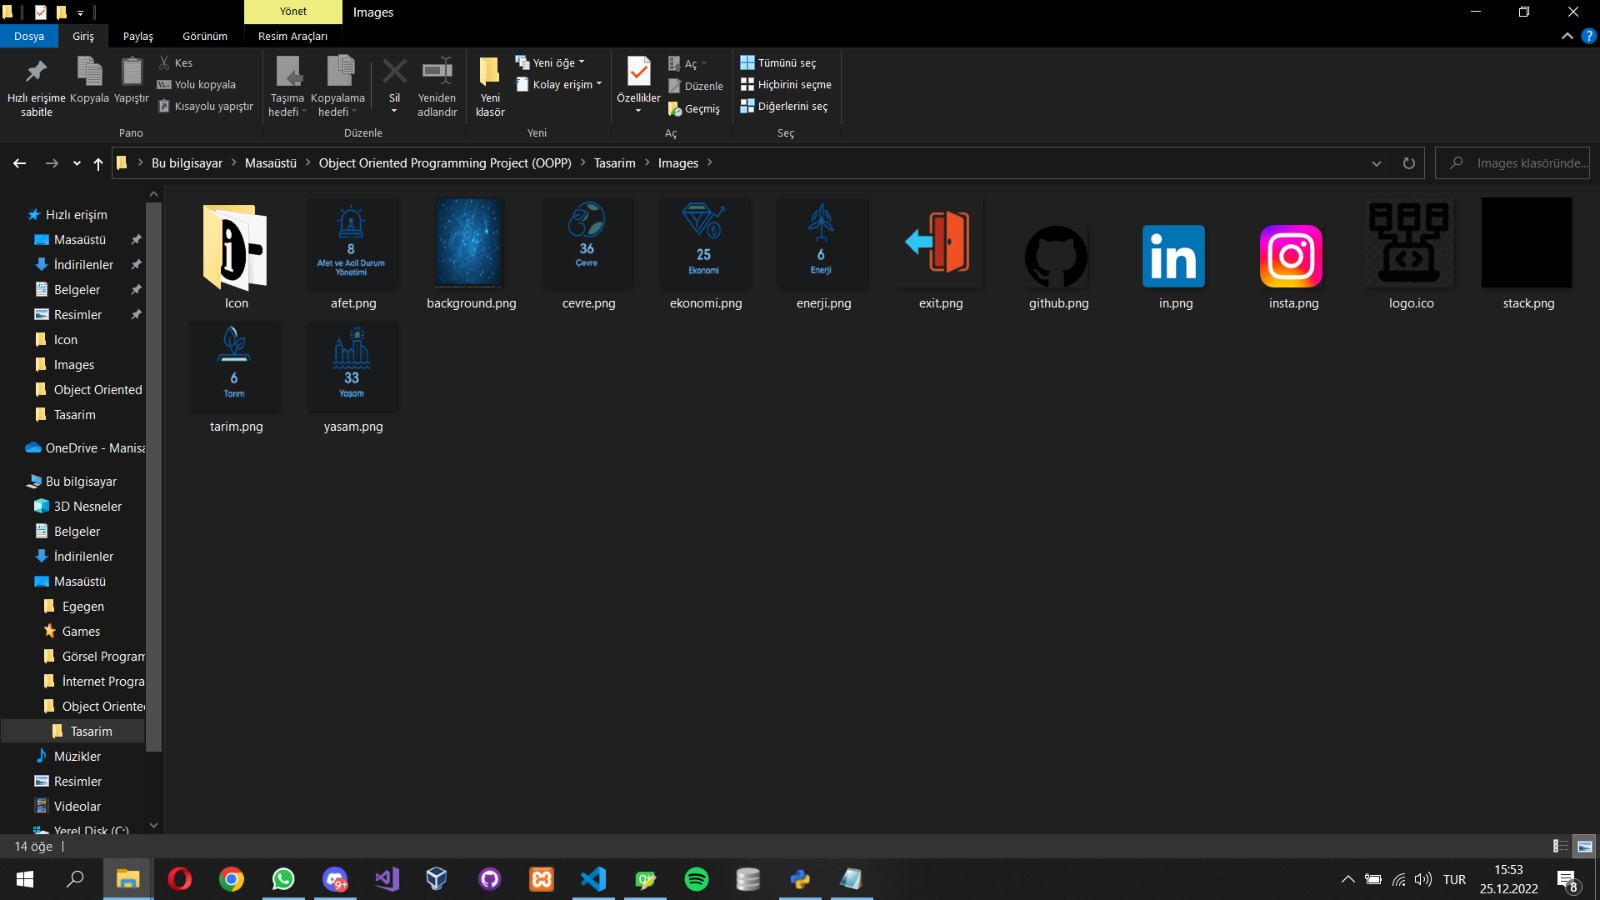 Yönet
Images
Dosya
Giriş
Paylaş
Görünüm
Resim Araçları
Hızlı erişime
sabitle
Kopyala
Yapıştır
Kes
Yolu kopyala
Kısayolu yapıştır
Pano
Taşıma
hedefi
Kopyalama
hedefi
Sil
Yeniden
adlandır
Düzenle
Yeni
klasör
Yeni öğe
Kolay erişim
Yeni
Özellikler
Aç
Düzenle
Geçmiş
Aç
Tümünü seç
Hiçbirini seçme
Diğerlerini seç
Seç
Bu bilgisayar
Masaüstü
Object Oriented Programming Project (OOPP)
Tasarim
Images
Images klasöründe...
Hızlı erişim
Masaüstü
İndirilenler
Belgeler
Resimler
Icon
Images
Object Oriented
Tasarim
OneDrive - Manisa
Bu bilgisayar
3D Nesneler
Belgeler
İndirilenler
Masaüstü
Egegen
Games
Görsel Program
İnternet Progra
Object Oriente
Tasarim
Müzikler
Resimler
Videolar
Yerel Disk (C:)
Icon
8
Afet ve Acil Durum
Yönetimi
afet.png
background.png
36
Çevre
cevre.png
25
Ekonomi
ekonomi.png
6
Enerji
enerji.png
exit.png
github.png
in
in.png
insta.png
logo.ico
stack.png
6
Tarım
tarim.png
33
Yaşam
yasam.png
14 öğe
9+
TUR
15:53
25.12.2022
8